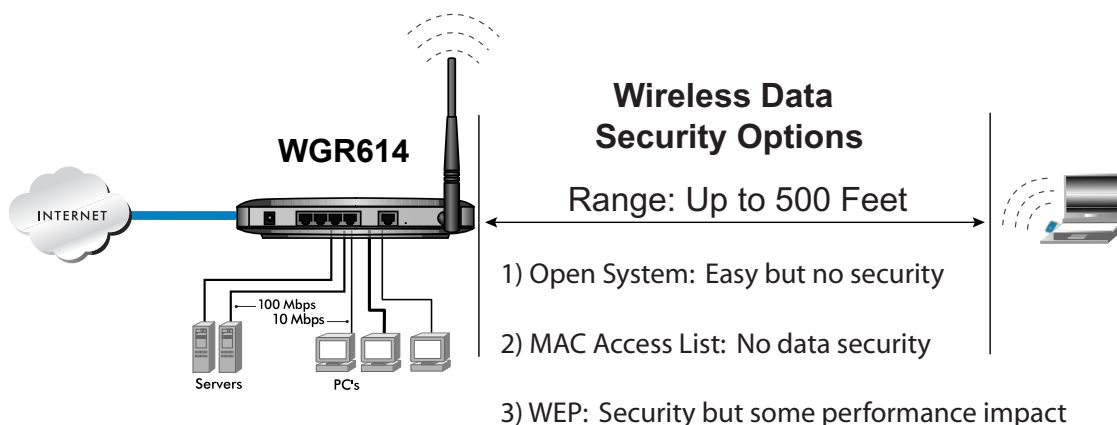 Wireless Data
Security Options
WGR614
Range: Up to 500 Feet
INTERNET
1) Open System: Easy but no security
100 Mbps
10 Mbps
2) MAC Access List: No data security
Servers
PC's
3) WEP: Security but some performance impact